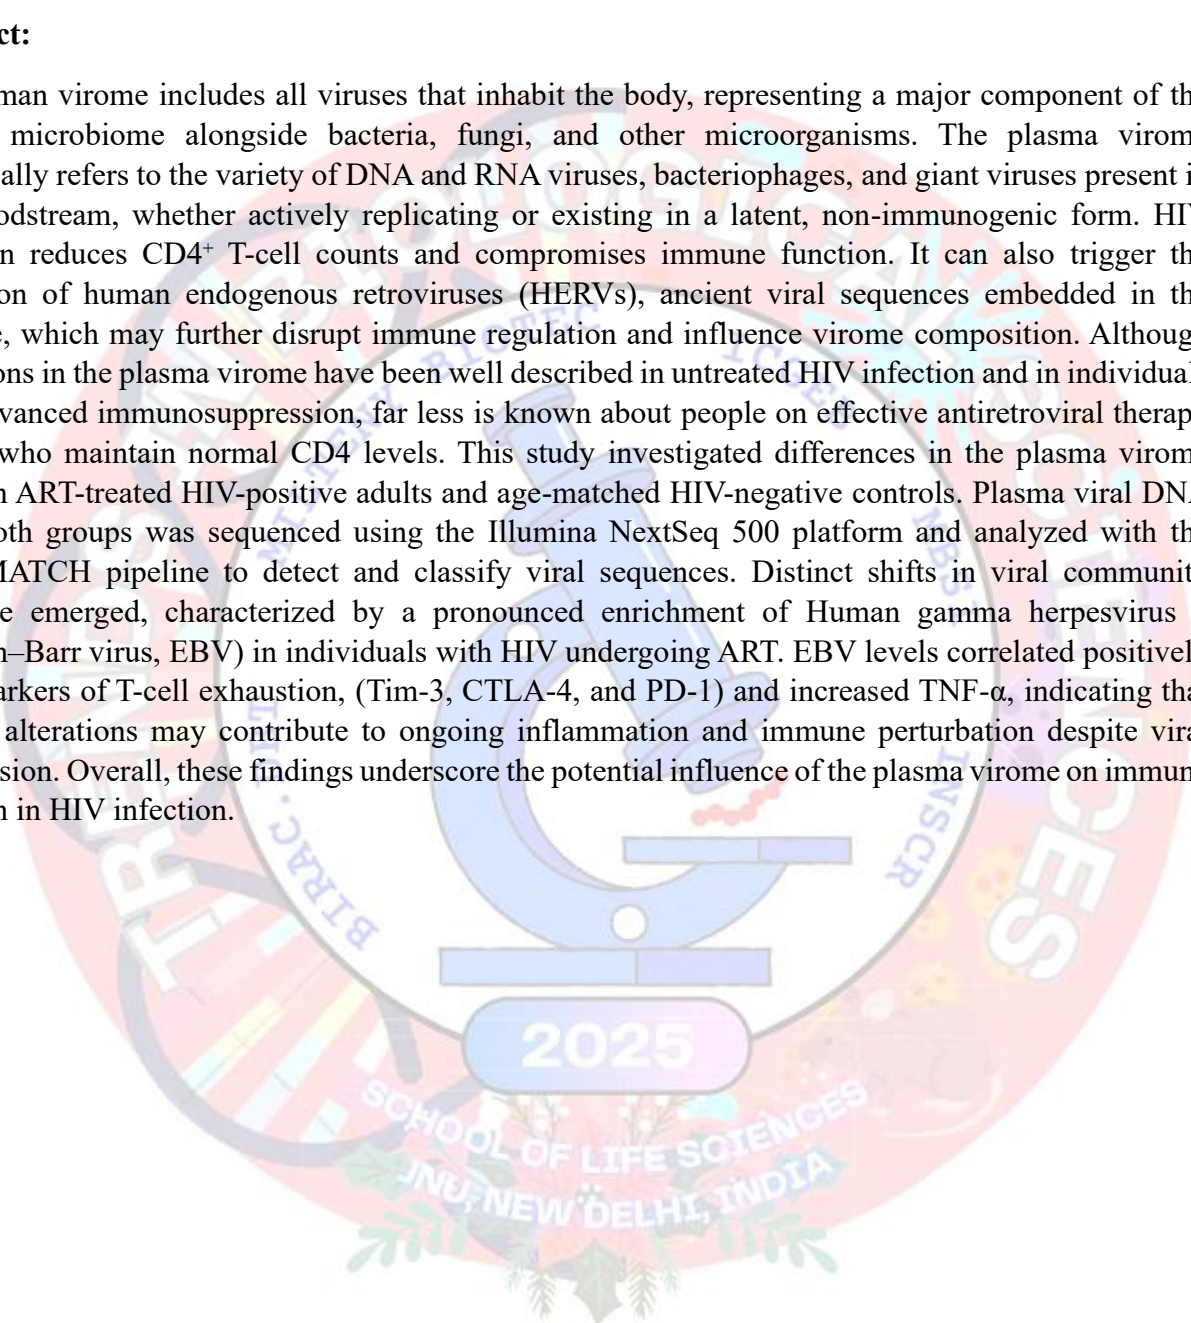 ct:
man virome includes all viruses that inhabit the body, representing a major component of th
microbiome alongside bacteria, fungi, and other microorganisms. The plasma virom
ally refers to the variety of DNA and RNA viruses, bacteriophages, and giant viruses present i
odstream, whether actively replicating or existing in a latent, non-immunogenic form. HIV
n reduces CD4⁺ T-cell counts and compromises immune function. It can also trigger th
on of human endogenous retroviruses (HERVs), ancient viral sequences embedded in th
e, which may further disrupt immune regulation and influence virome composition. Althoug
ons in the plasma virome have been well described in untreated HIV infection and in individual
dvanced immunosuppression, far less is known about people on effective antiretroviral therap
who maintain normal CD4 levels. This study investigated differences in the plasma virom
n ART-treated HIV-positive adults and age-matched HIV-negative controls. Plasma viral DNA
oth groups was sequenced using the Illumina NextSeq 500 platform and analyzed with th
MATCH pipeline to detect and classify viral sequences. Distinct shifts in viral communit
e emerged, characterized by a pronounced enrichment of Human gamma herpesvirus
n–Barr virus, EBV) in individuals with HIV undergoing ART. EBV levels correlated positivel
arkers of T-cell exhaustion, (Tim-3, CTLA-4, and PD-1) and increased TNF-α, indicating tha
alterations may contribute to ongoing inflammation and immune perturbation despite vira
sion. Overall, these findings underscore the potential influence of the plasma virome on immun
n in HIV infection.
TRENDS
BIOLOGICAL
SCIENCES
BIOTEC
ICGEB
INSCR
BIRAC
2025
SCHOOL OF LIFE SCIENCES
JNU, NEW DELHI, INDIA